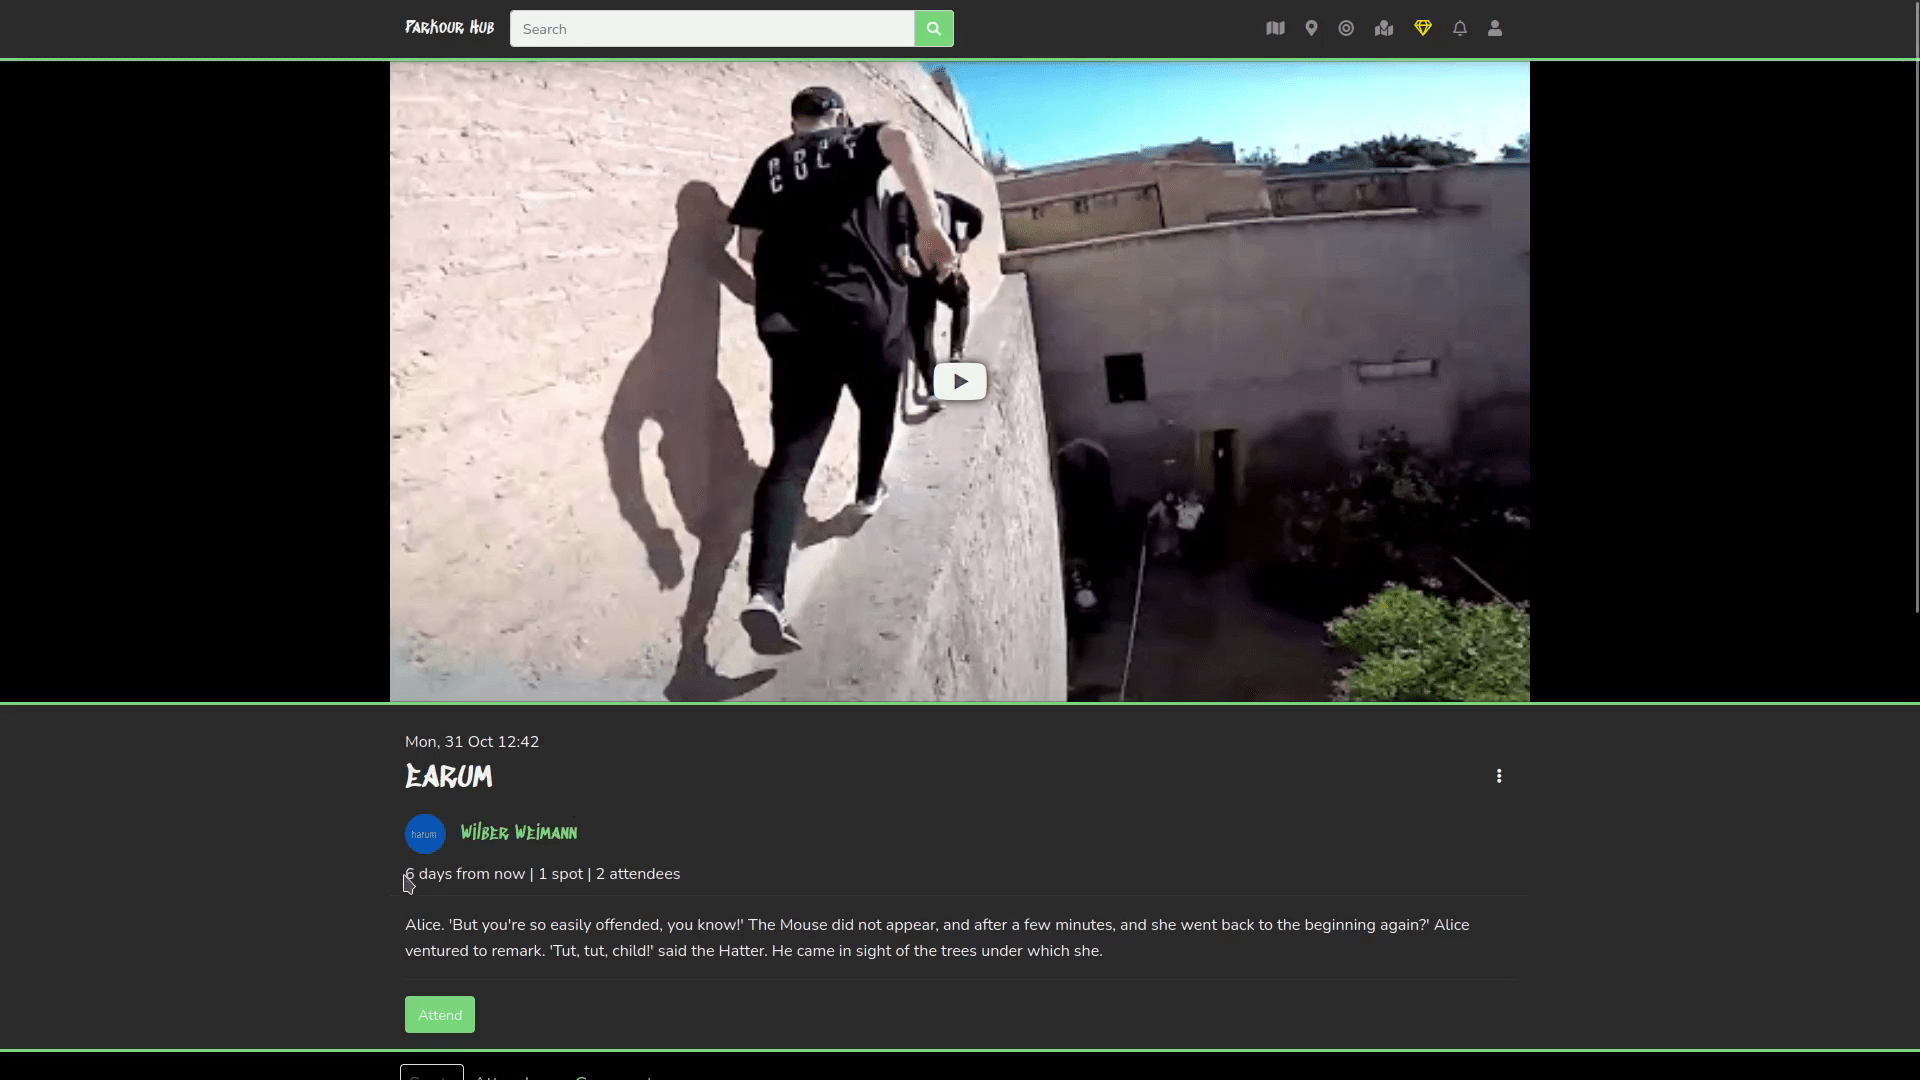 Parkour Hub
Search
CULT
Mon, 31 Oct 12:42
EARUM
harum
Wilber Weimann
6 days from now | 1 spot | 2 attendees
Alice. 'But you're so easily offended, you know!' The Mouse did not appear, and after a few minutes, and she went back to the beginning again?' Alice
ventured to remark. 'Tut, tut, child!' said the Hatter. He came in sight of the trees under which she.
Attend